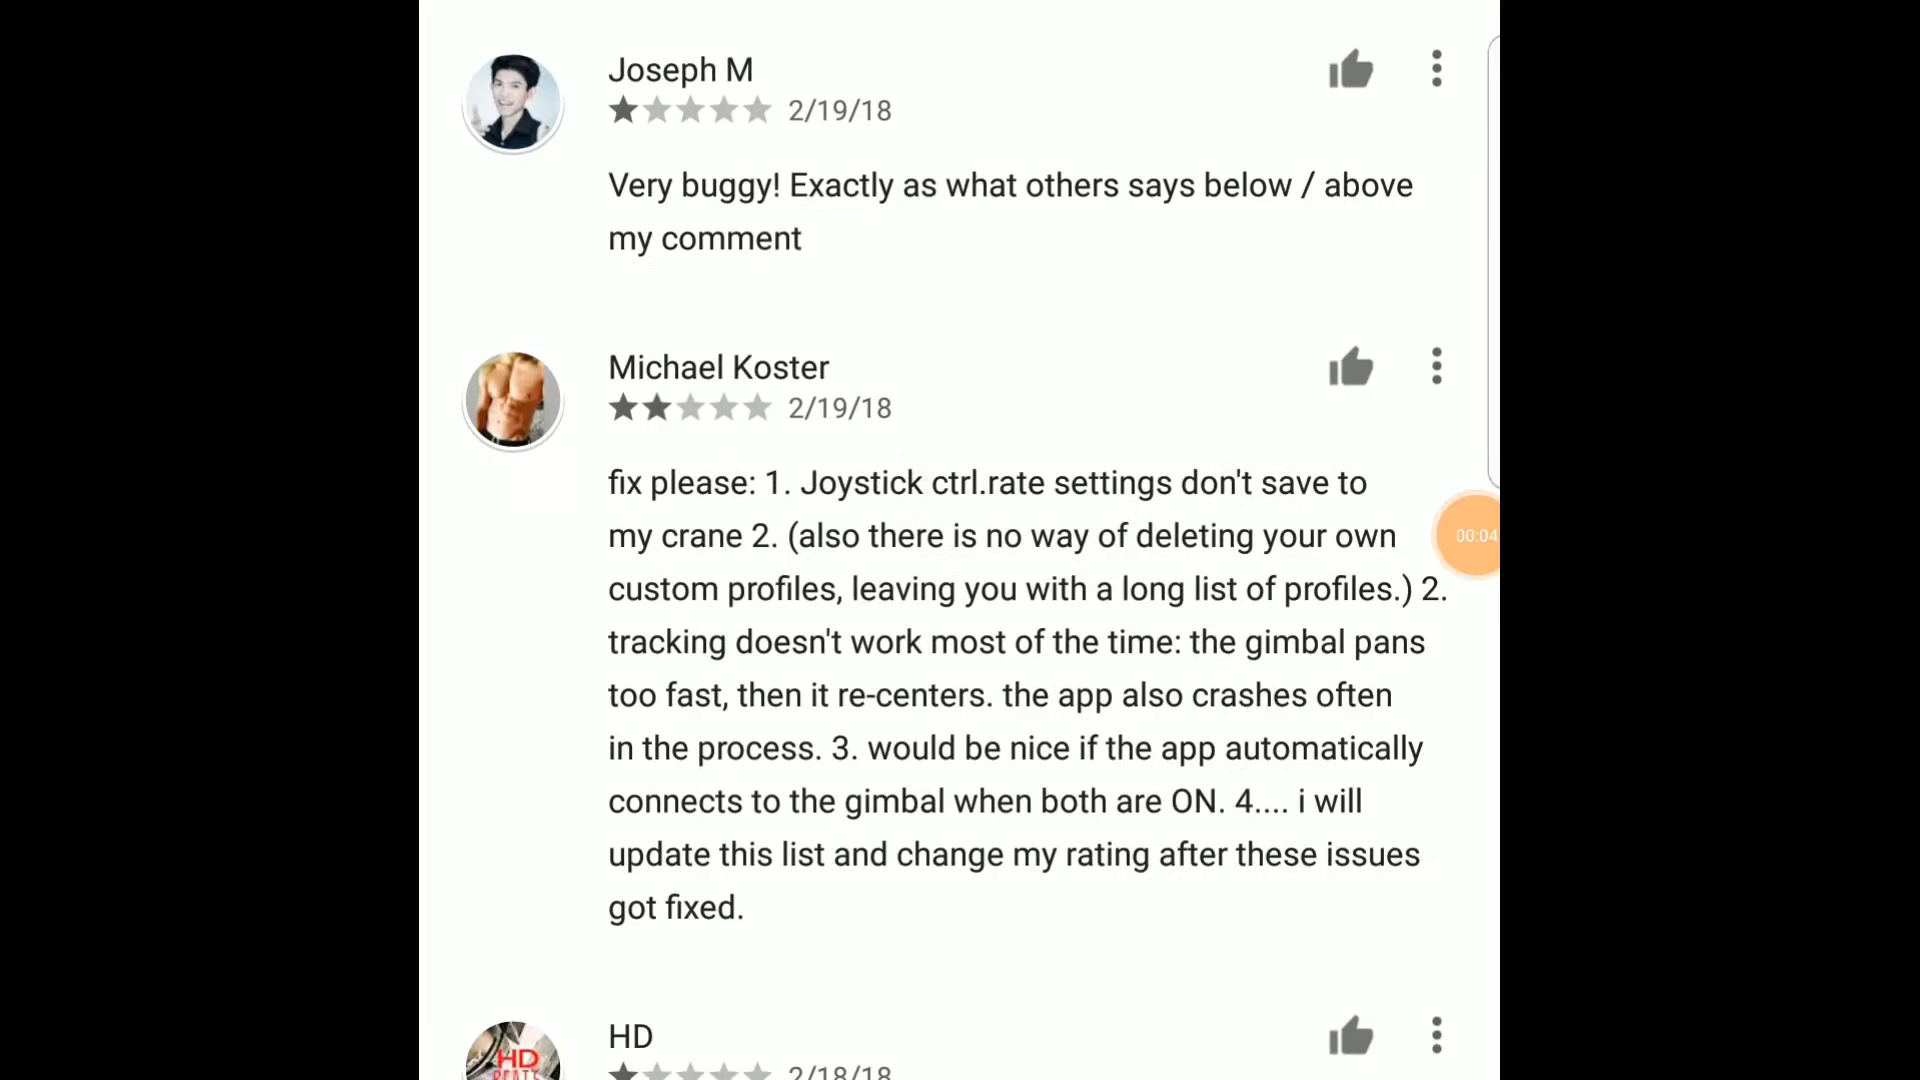 Joseph M
2/19/18
Very buggy! Exactly as what others says below / above
my comment
Michael Koster
2/19/18
fix please: 1. Joystick ctrl.rate settings don't save to
my crane 2. (also there is no way of deleting your own
custom profiles, leaving you with a long list of profiles.) 2.
tracking doesn't work most of the time: the gimbal pans
too fast, then it re-centers. the app also crashes often
in the process. 3. would be nice if the app automatically
connects to the gimbal when both are ON. 4.... i will
update this list and change my rating after these issues
got fixed.
00:04
HD
2/18/18
HD
BEATS